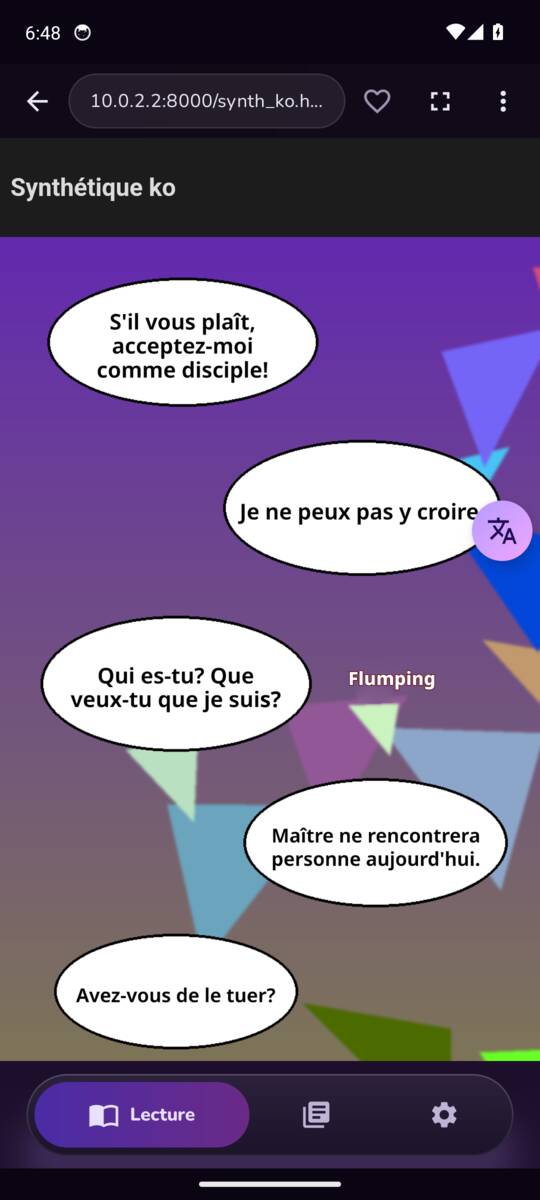 6:48
10.0.2.2:8000/synth_ko.h...
Synthétique ko
S'il vous plaît,
acceptez-moi
comme disciple!
Je ne peux pas y croire
Qui es-tu? Que
veux-tu que je suis?
Flumping
Maître ne rencontrera
personne aujourd'hui.
Avez-vous de le tuer?
Lecture